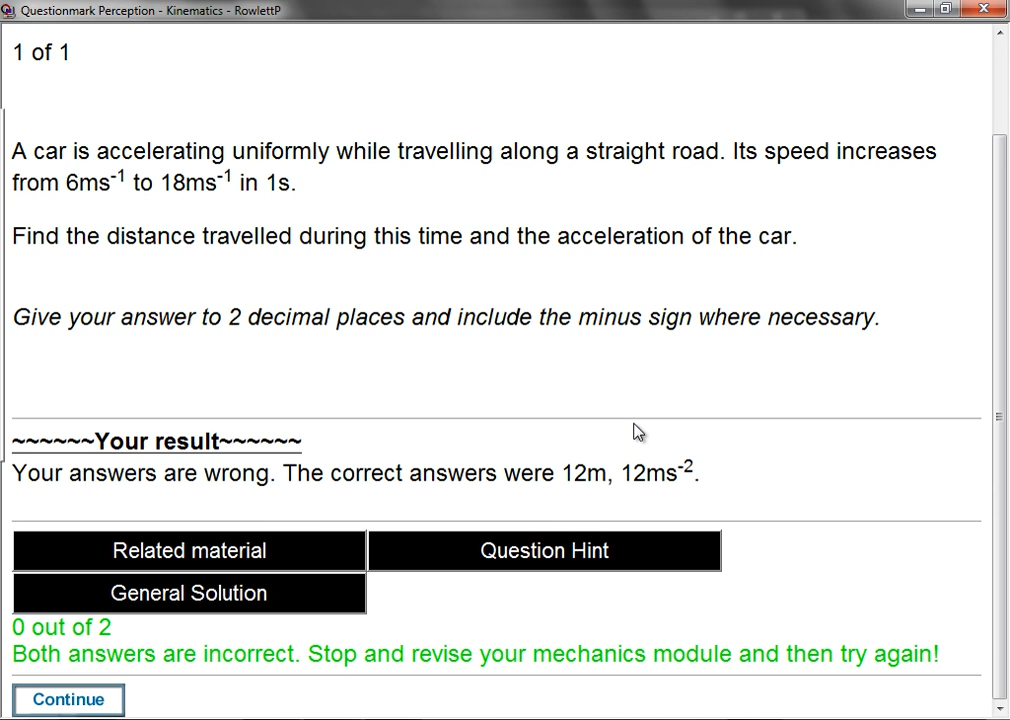 Questionmark Perception - Kinematics - RowlettP
1 of 1
A car is accelerating uniformly while travelling along a straight road. Its speed increases
from 6ms⁻¹ to 18ms⁻¹ in 1s.
Find the distance travelled during this time and the acceleration of the car.
Give your answer to 2 decimal places and include the minus sign where necessary.
~~~~~~Your result~~~~~~
Your answers are wrong. The correct answers were 12m, 12ms⁻².
Related material
Question Hint
General Solution
0 out of 2
Both answers are incorrect. Stop and revise your mechanics module and then try again!
Continue